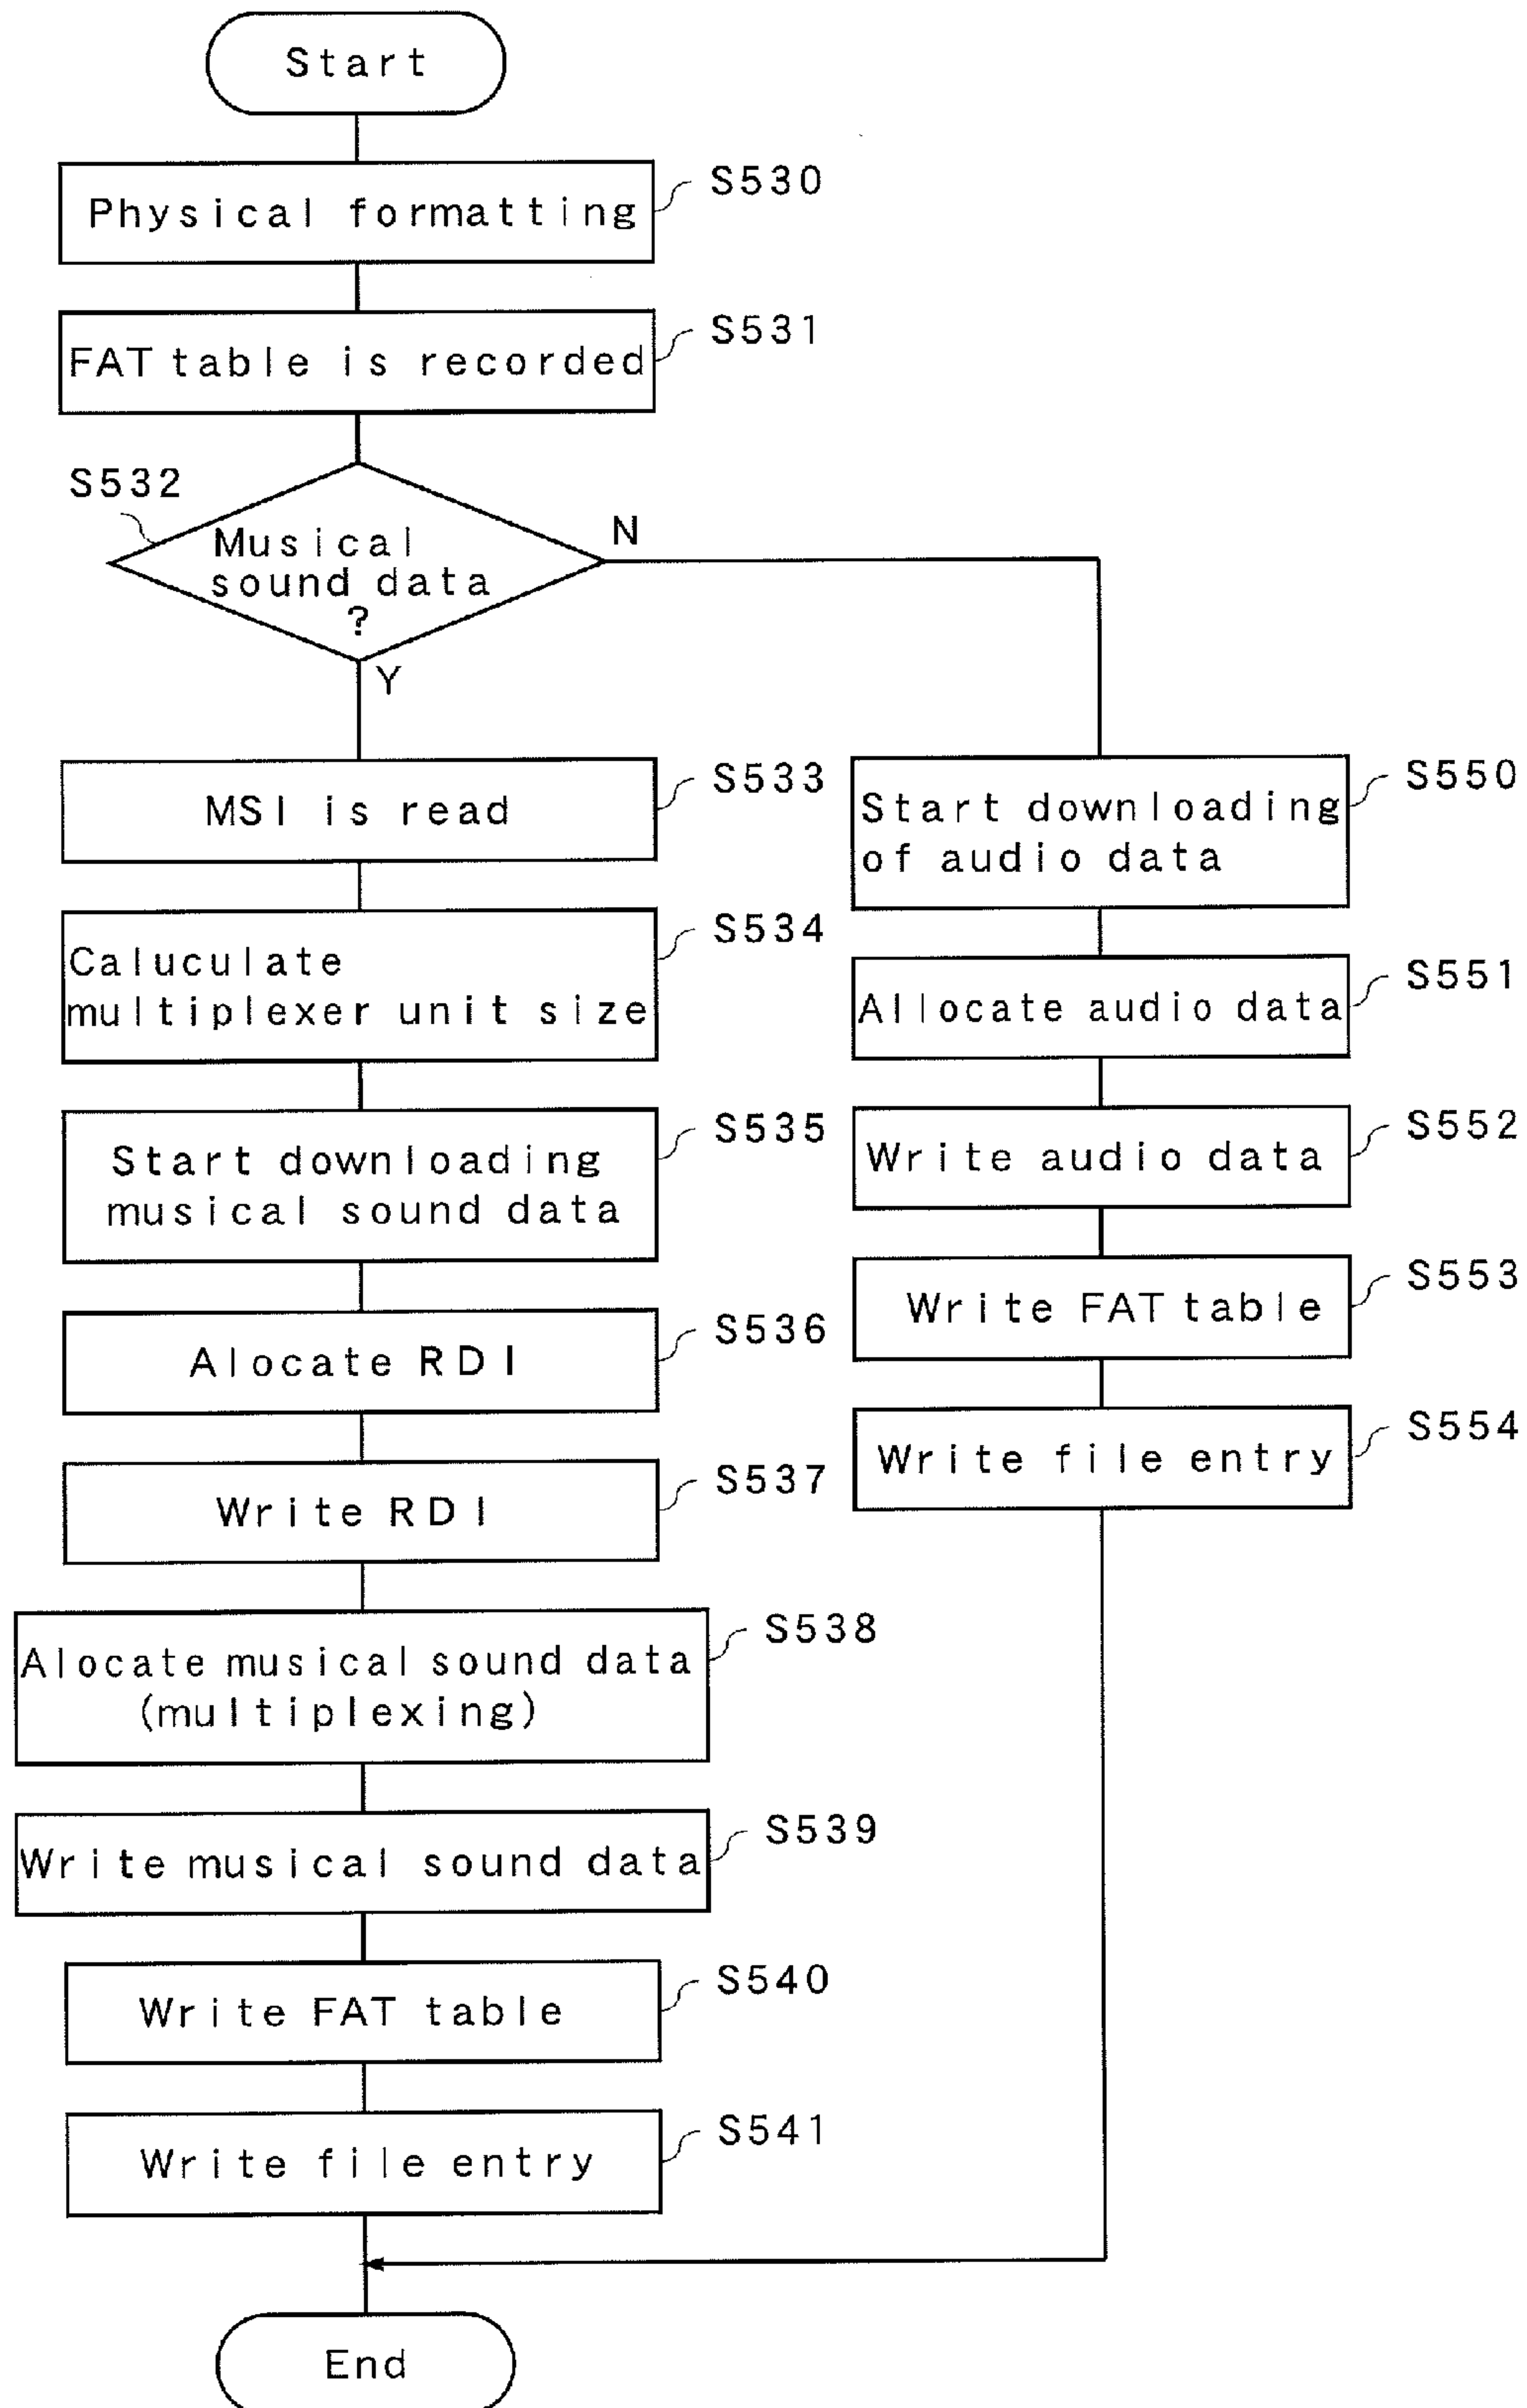 Start
Physical formatting
S530
FAT table is recorded
S531
S532
Musical
sound data
?
N
Y
MSI is read
S533
Caluculate
multiplexer unit size
S534
Start downloading
musical sound data
S535
Alocate RDI
S536
Write RDI
S537
Alocate musical sound data
(multiplexing)
S538
Write musical sound data
S539
Write FAT table
S540
Write file entry
S541
Start downloading
of audio data
S550
Allocate audio data
S551
Write audio data
S552
Write FAT table
S553
Write file entry
S554
End